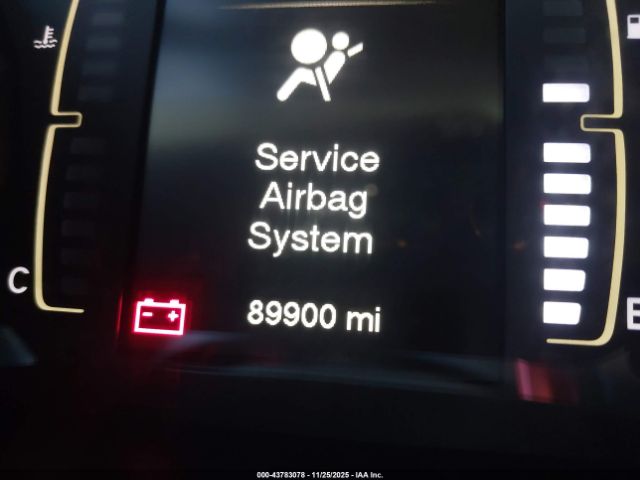 Service
Airbag
System
89900 mi
C
E
000-43783078 - 11/25/2025 - IAA Inc.